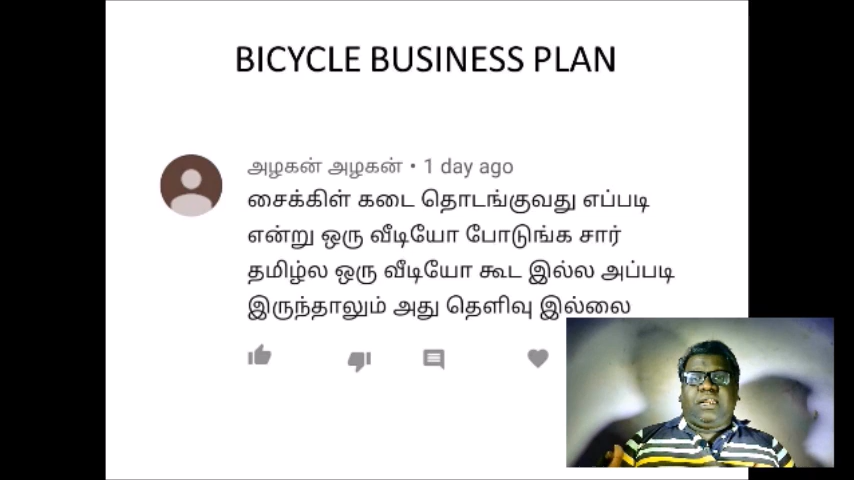 BICYCLE BUSINESS PLAN
அழகன் அழகன் • 1 day ago
சைக்கிள் கடை தொடங்குவது எப்படி
என்று ஒரு வீடியோ போடுங்க சார்
தமிழ்ல ஒரு வீடியோ கூட இல்ல அப்படி
இருந்தாலும் அது தெளிவு இல்லை